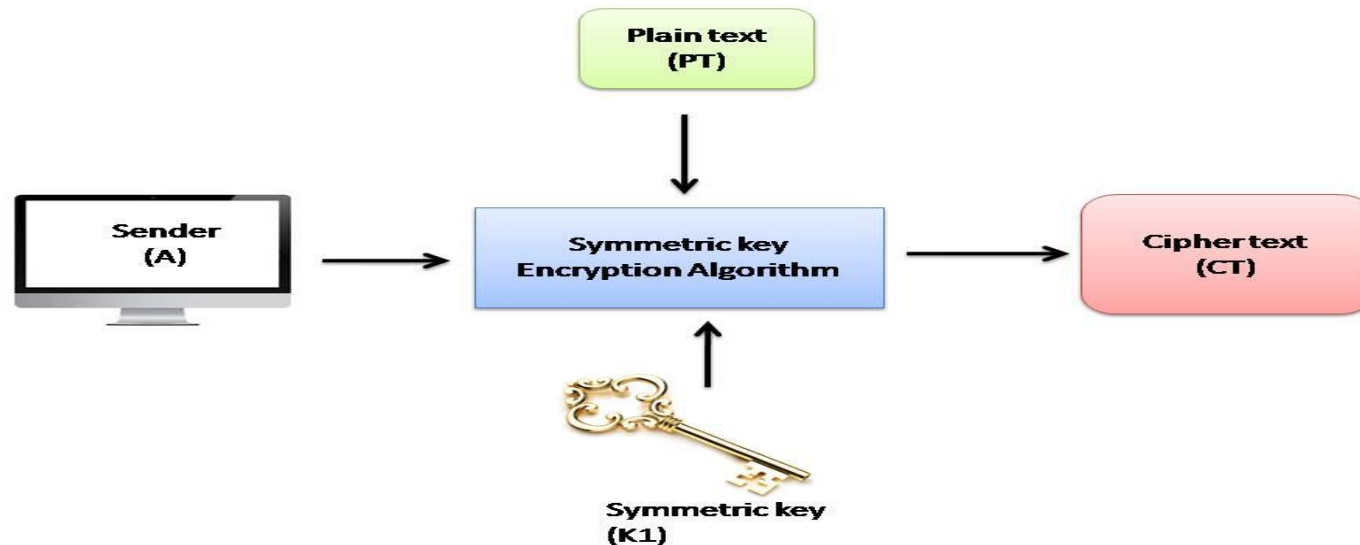 Plain text
(PT)
Sender
(A)
Symmetric key
Encryption Algorithm
Cipher text
(CT)
Symmetric key
(K1)